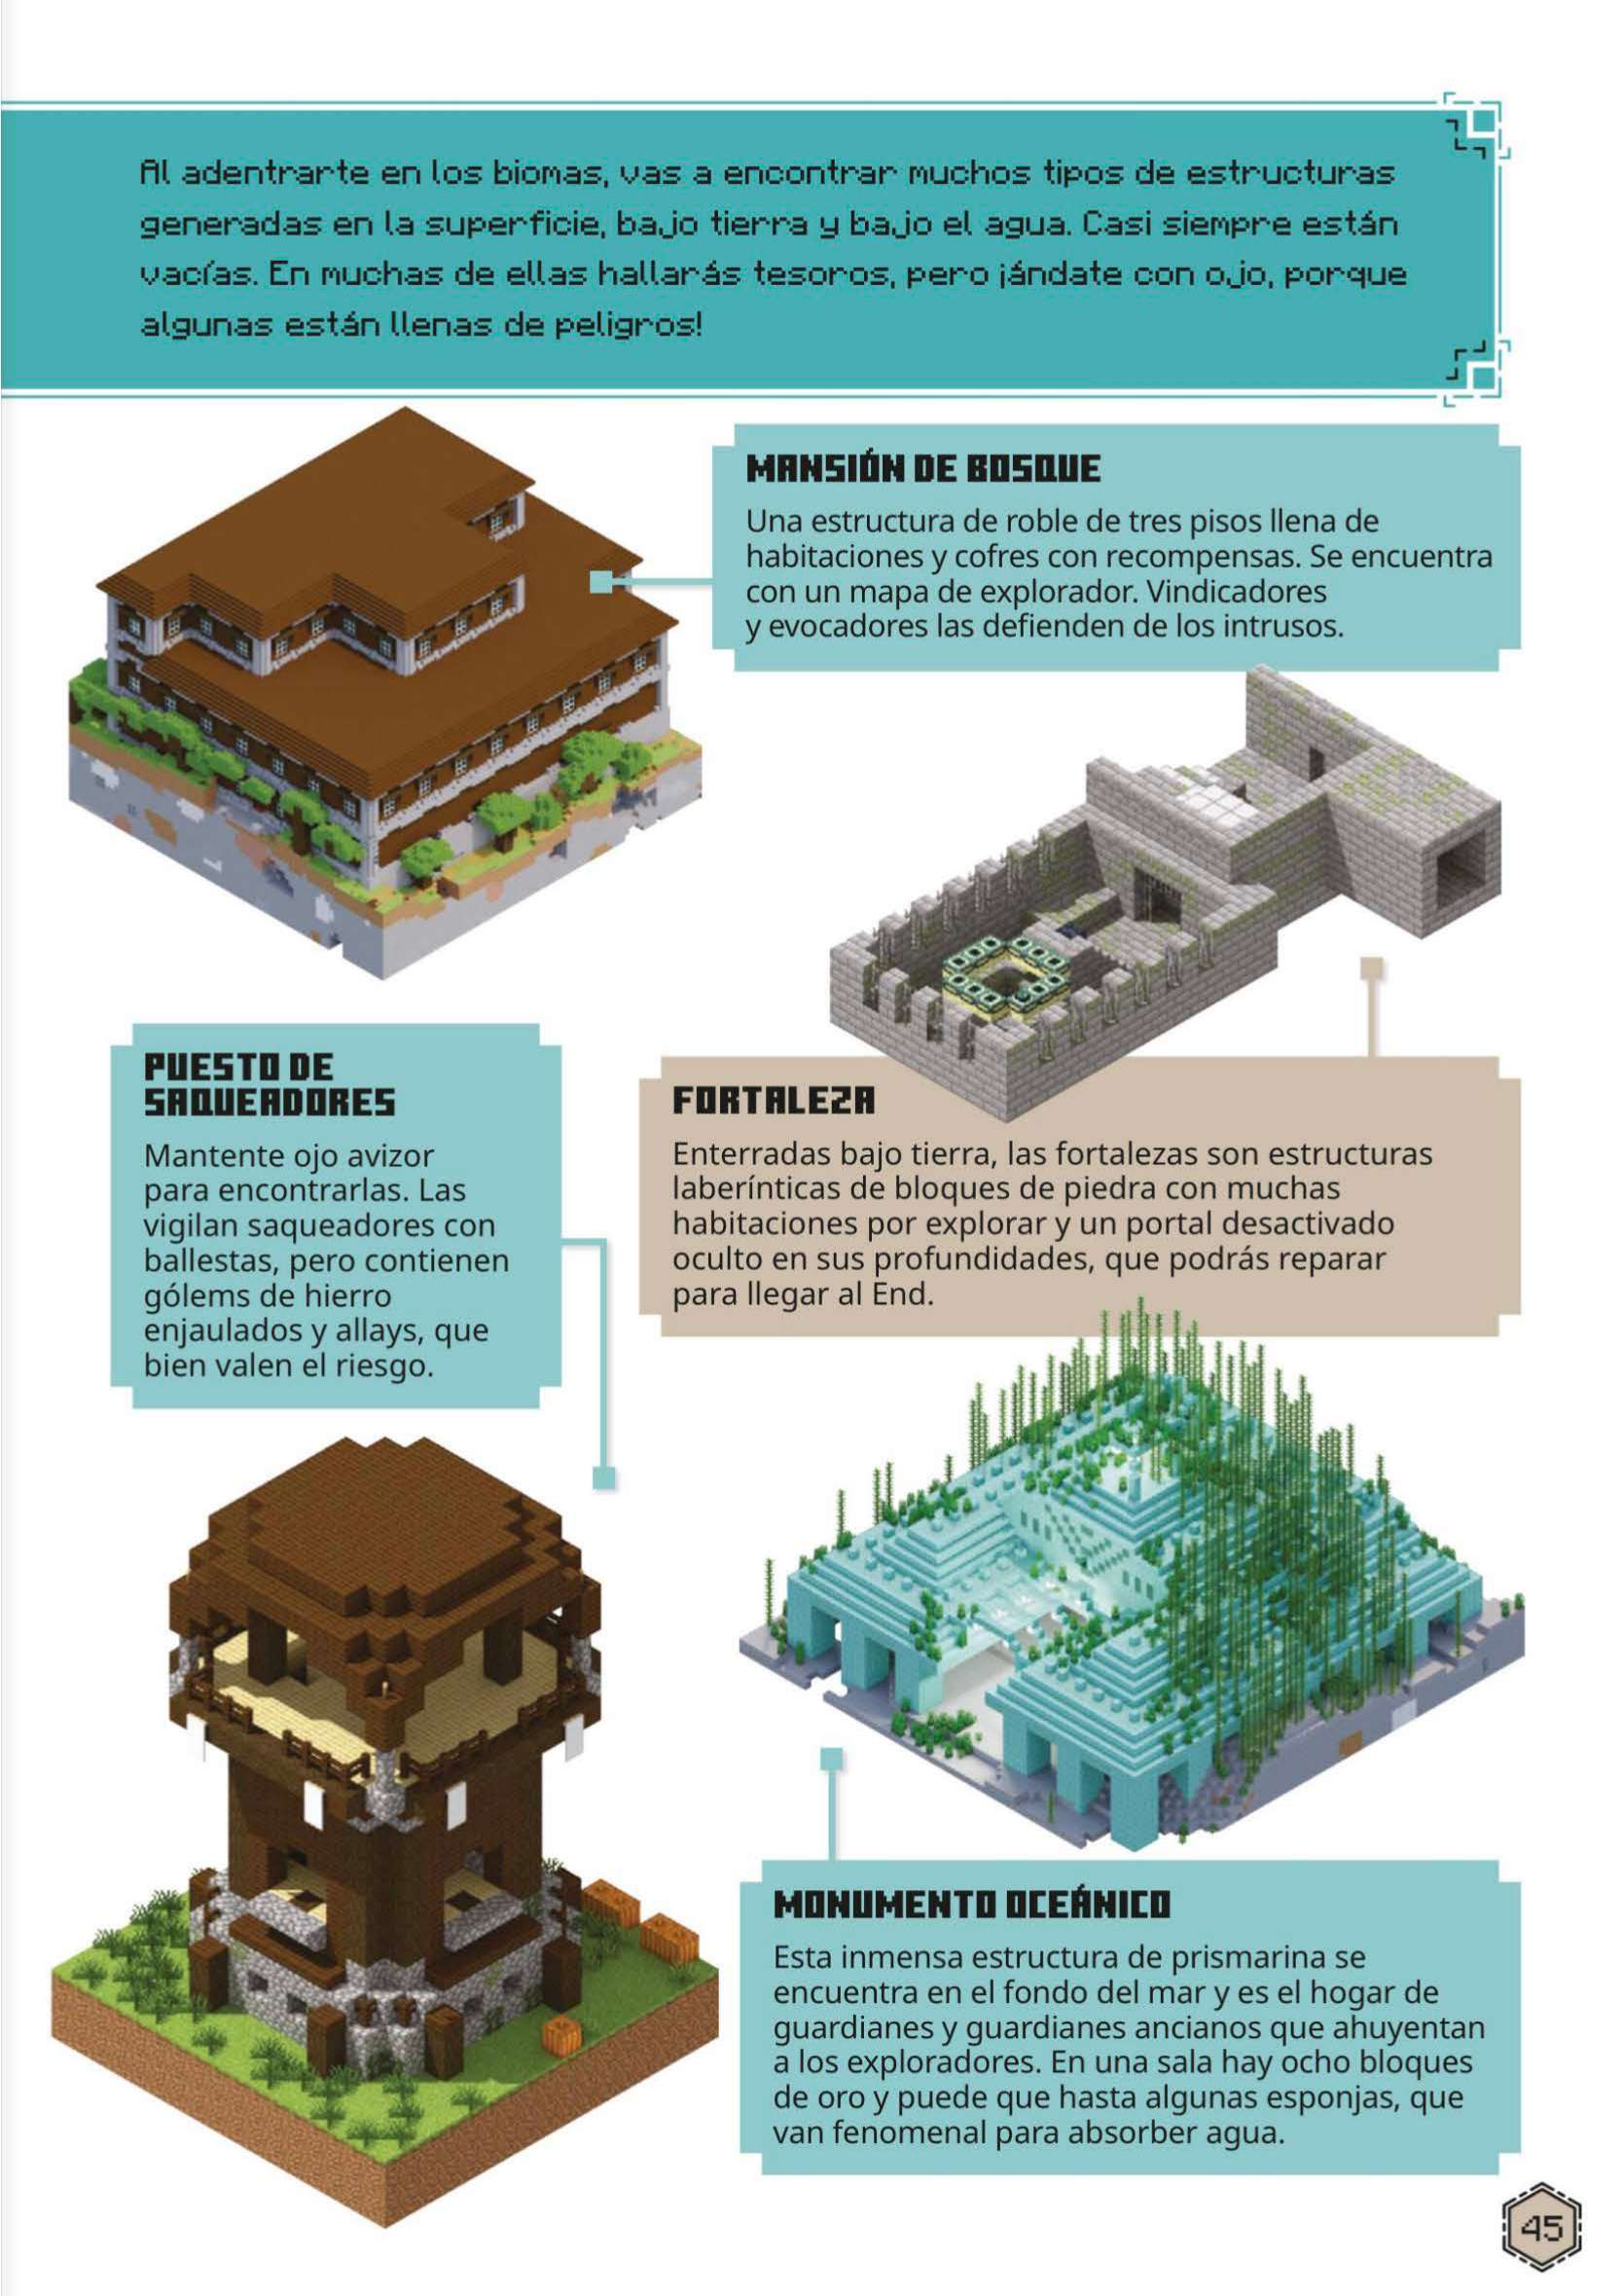 Al adentrarte en los biomas, vas a encontrar muchos tipos de estructuras
generadas en la superficie, bajo tierra y bajo el agua. Casi siempre están
vacías. En muchas de ellas hallarás tesoros, pero ¡ándate con ojo, porque
algunas están llenas de peligros!
MANSIÓN DE BOSQUE
Una estructura de roble de tres pisos llena de
habitaciones y cofres con recompensas. Se encuentra
con un mapa de explorador. Vindicadores
y evocadores las defienden de los intrusos.
PUESTO DE
SAQUEADORES
Mantente ojo avizor
para encontrarlas. Las
vigilan saqueadores con
ballestas, pero contienen
gólems de hierro
enjaulados y allays, que
bien valen el riesgo.
FORTALEZA
Enterradas bajo tierra, las fortalezas son estructuras
laberínticas de bloques de piedra con muchas
habitaciones por explorar y un portal desactivado
oculto en sus profundidades, que podrás reparar
para llegar al End.
MONUMENTO OCEÁNICO
Esta inmensa estructura de prismarina se
encuentra en el fondo del mar y es el hogar de
guardianes y guardianes ancianos que ahuyentan
a los exploradores. En una sala hay ocho bloques
de oro y puede que hasta algunas esponjas, que
van fenomenal para absorber agua.
45